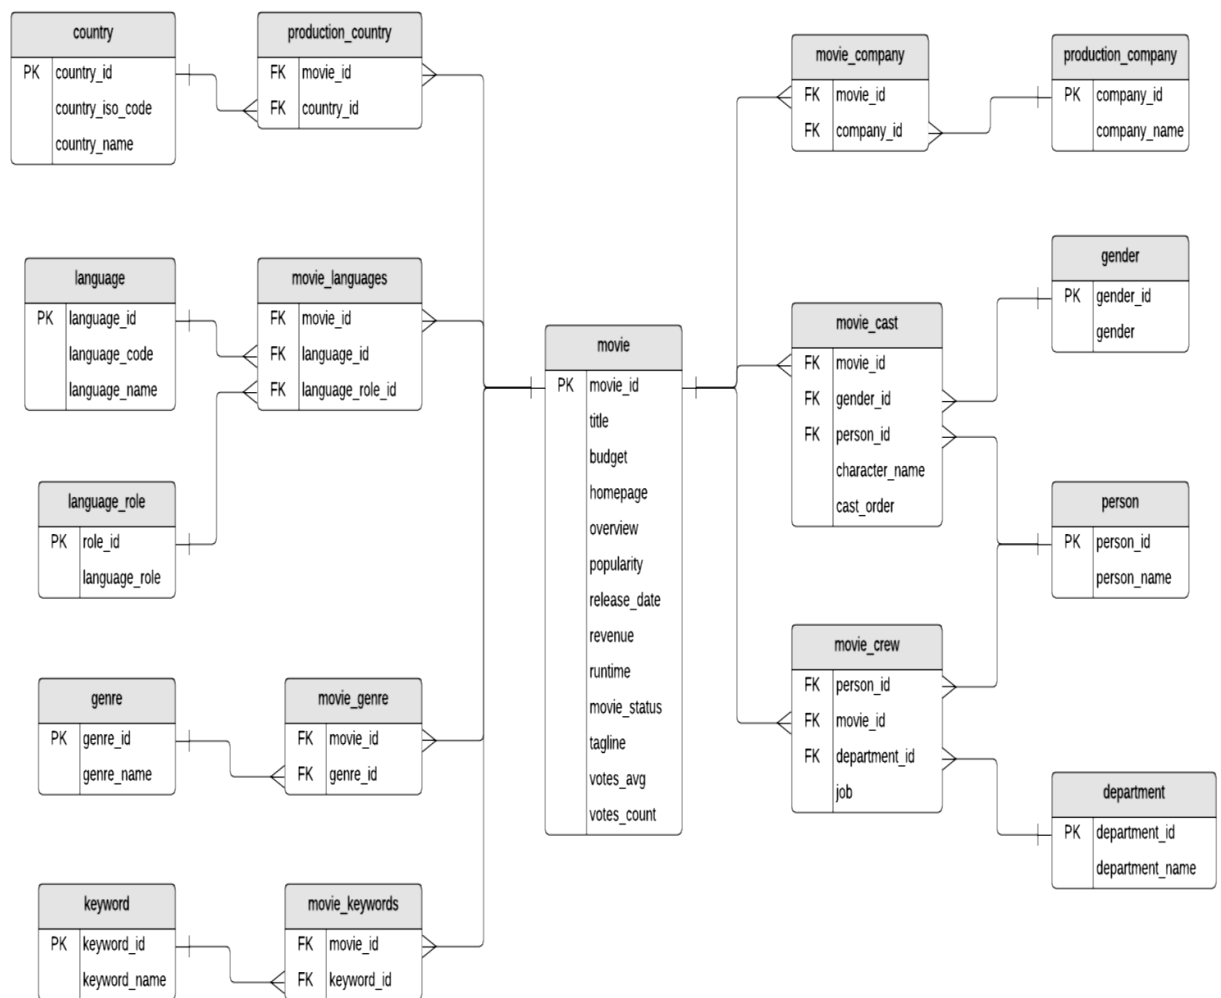 country
PK country_id
country_iso_code
country_name
production_country
FK movie_id
FK country_id
language
PK language_id
language_code
language_name
movie_languages
FK movie_id
FK language_id
FK language_role_id
language_role
PK role_id
language_role
genre
PK genre_id
genre_name
movie_genre
FK movie_id
FK genre_id
keyword
PK keyword_id
keyword_name
movie_keywords
FK movie_id
FK keyword_id
movie
PK movie_id
title
budget
homepage
overview
popularity
release_date
revenue
runtime
movie_status
tagline
votes_avg
votes_count
movie_company
FK movie_id
FK company_id
production_company
PK company_id
company_name
gender
PK gender_id
gender
movie_cast
FK movie_id
FK gender_id
FK person_id
character_name
cast_order
person
PK person_id
person_name
movie_crew
FK person_id
FK movie_id
FK department_id
job
department
PK department_id
department_name